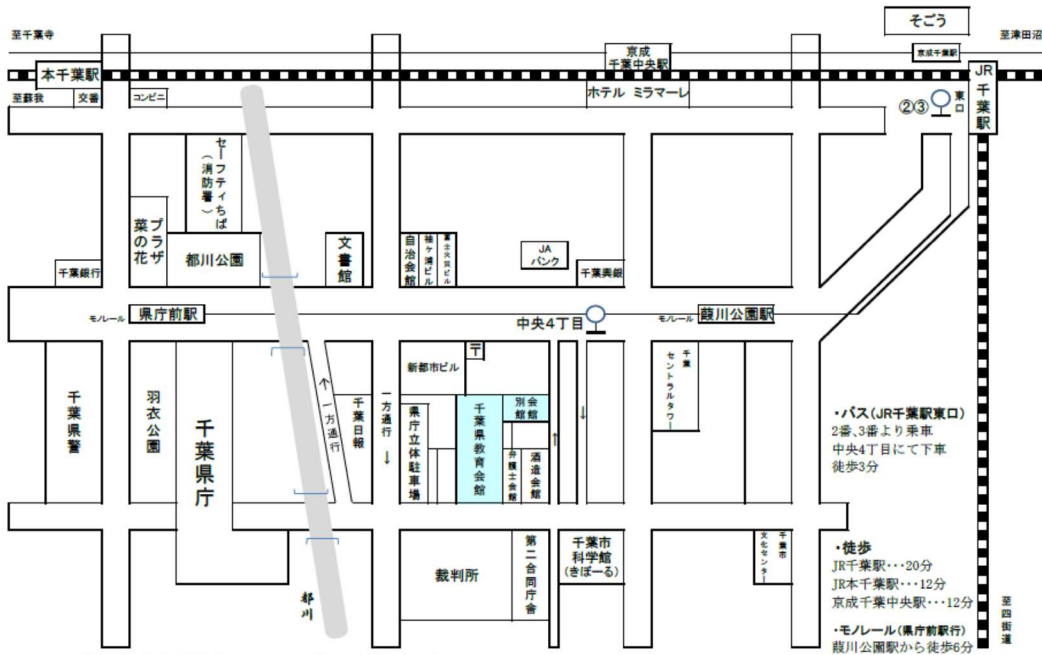 そごう
至千葉寺
至津田沼
京成
千葉中央駅
京成千葉駅
本千葉駅
JR千葉駅
至蘇我
交番
コンビニ
ホテル ミラマーレ
②③
東口
セーフティちば
（消防署）
プラザ
菜の花
都川公園
文書館
自治会館
袖ヶ浦ビル
富士火災ビル
JA
バンク
千葉銀行
千葉興銀
モノレール
県庁前駅
中央4丁目
モノレール
葭川公園駅
〒
新都市ビル
千葉
セントラルタワー
千葉県警
羽衣公園
千葉県庁
↑一方通行
千葉日報
一方通行↓
県庁立体駐車場
千葉県教育会館
別館
会館
弁護士会館
酒造会館
↑
↓
・バス(JR千葉駅東口)
2番、3番より乗車
中央4丁目にて下車
徒歩3分
都川
裁判所
第二合同庁舎
千葉市
科学館
(きぼーる)
千葉市
文化センター
・徒歩
JR千葉駅・・・20分
JR本千葉駅・・・12分
京成千葉中央駅・・・12分
・モノレール(県庁前駅行)
葭川公園駅から徒歩6分
至四街道